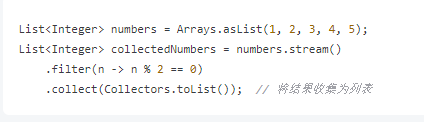 List<Integer> numbers = Arrays.asList(1, 2, 3, 4, 5);
List<Integer> collectedNumbers = numbers.stream()
    .filter(n -> n % 2 == 0)
    .collect(Collectors.toList());  // 将结果收集为列表